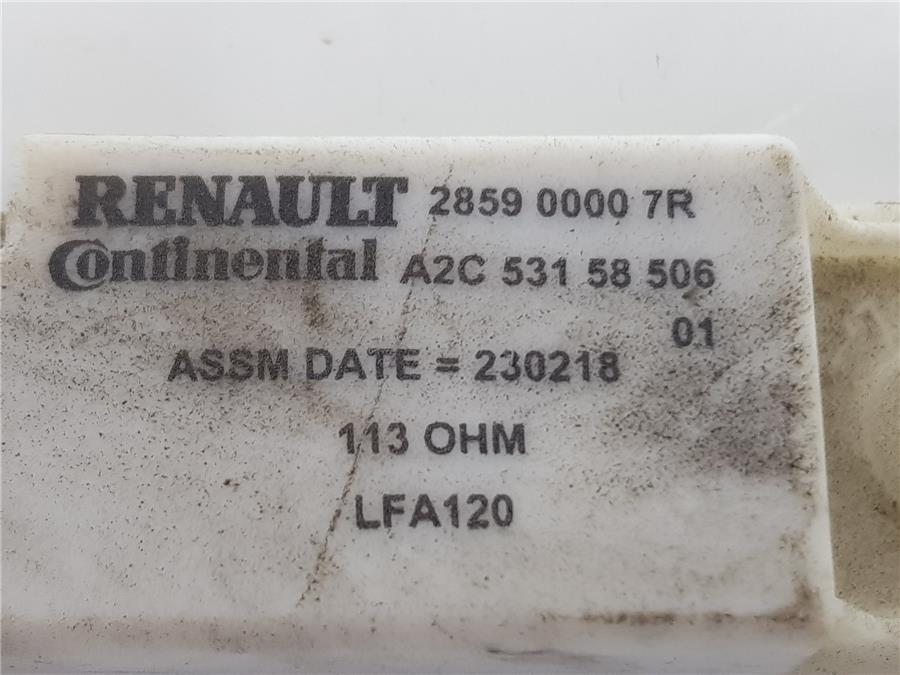 RENAULT 2859 0000 7R
Continental A2C 531 58 506
01
ASSM DATE = 230218
113 OHM
LFA120